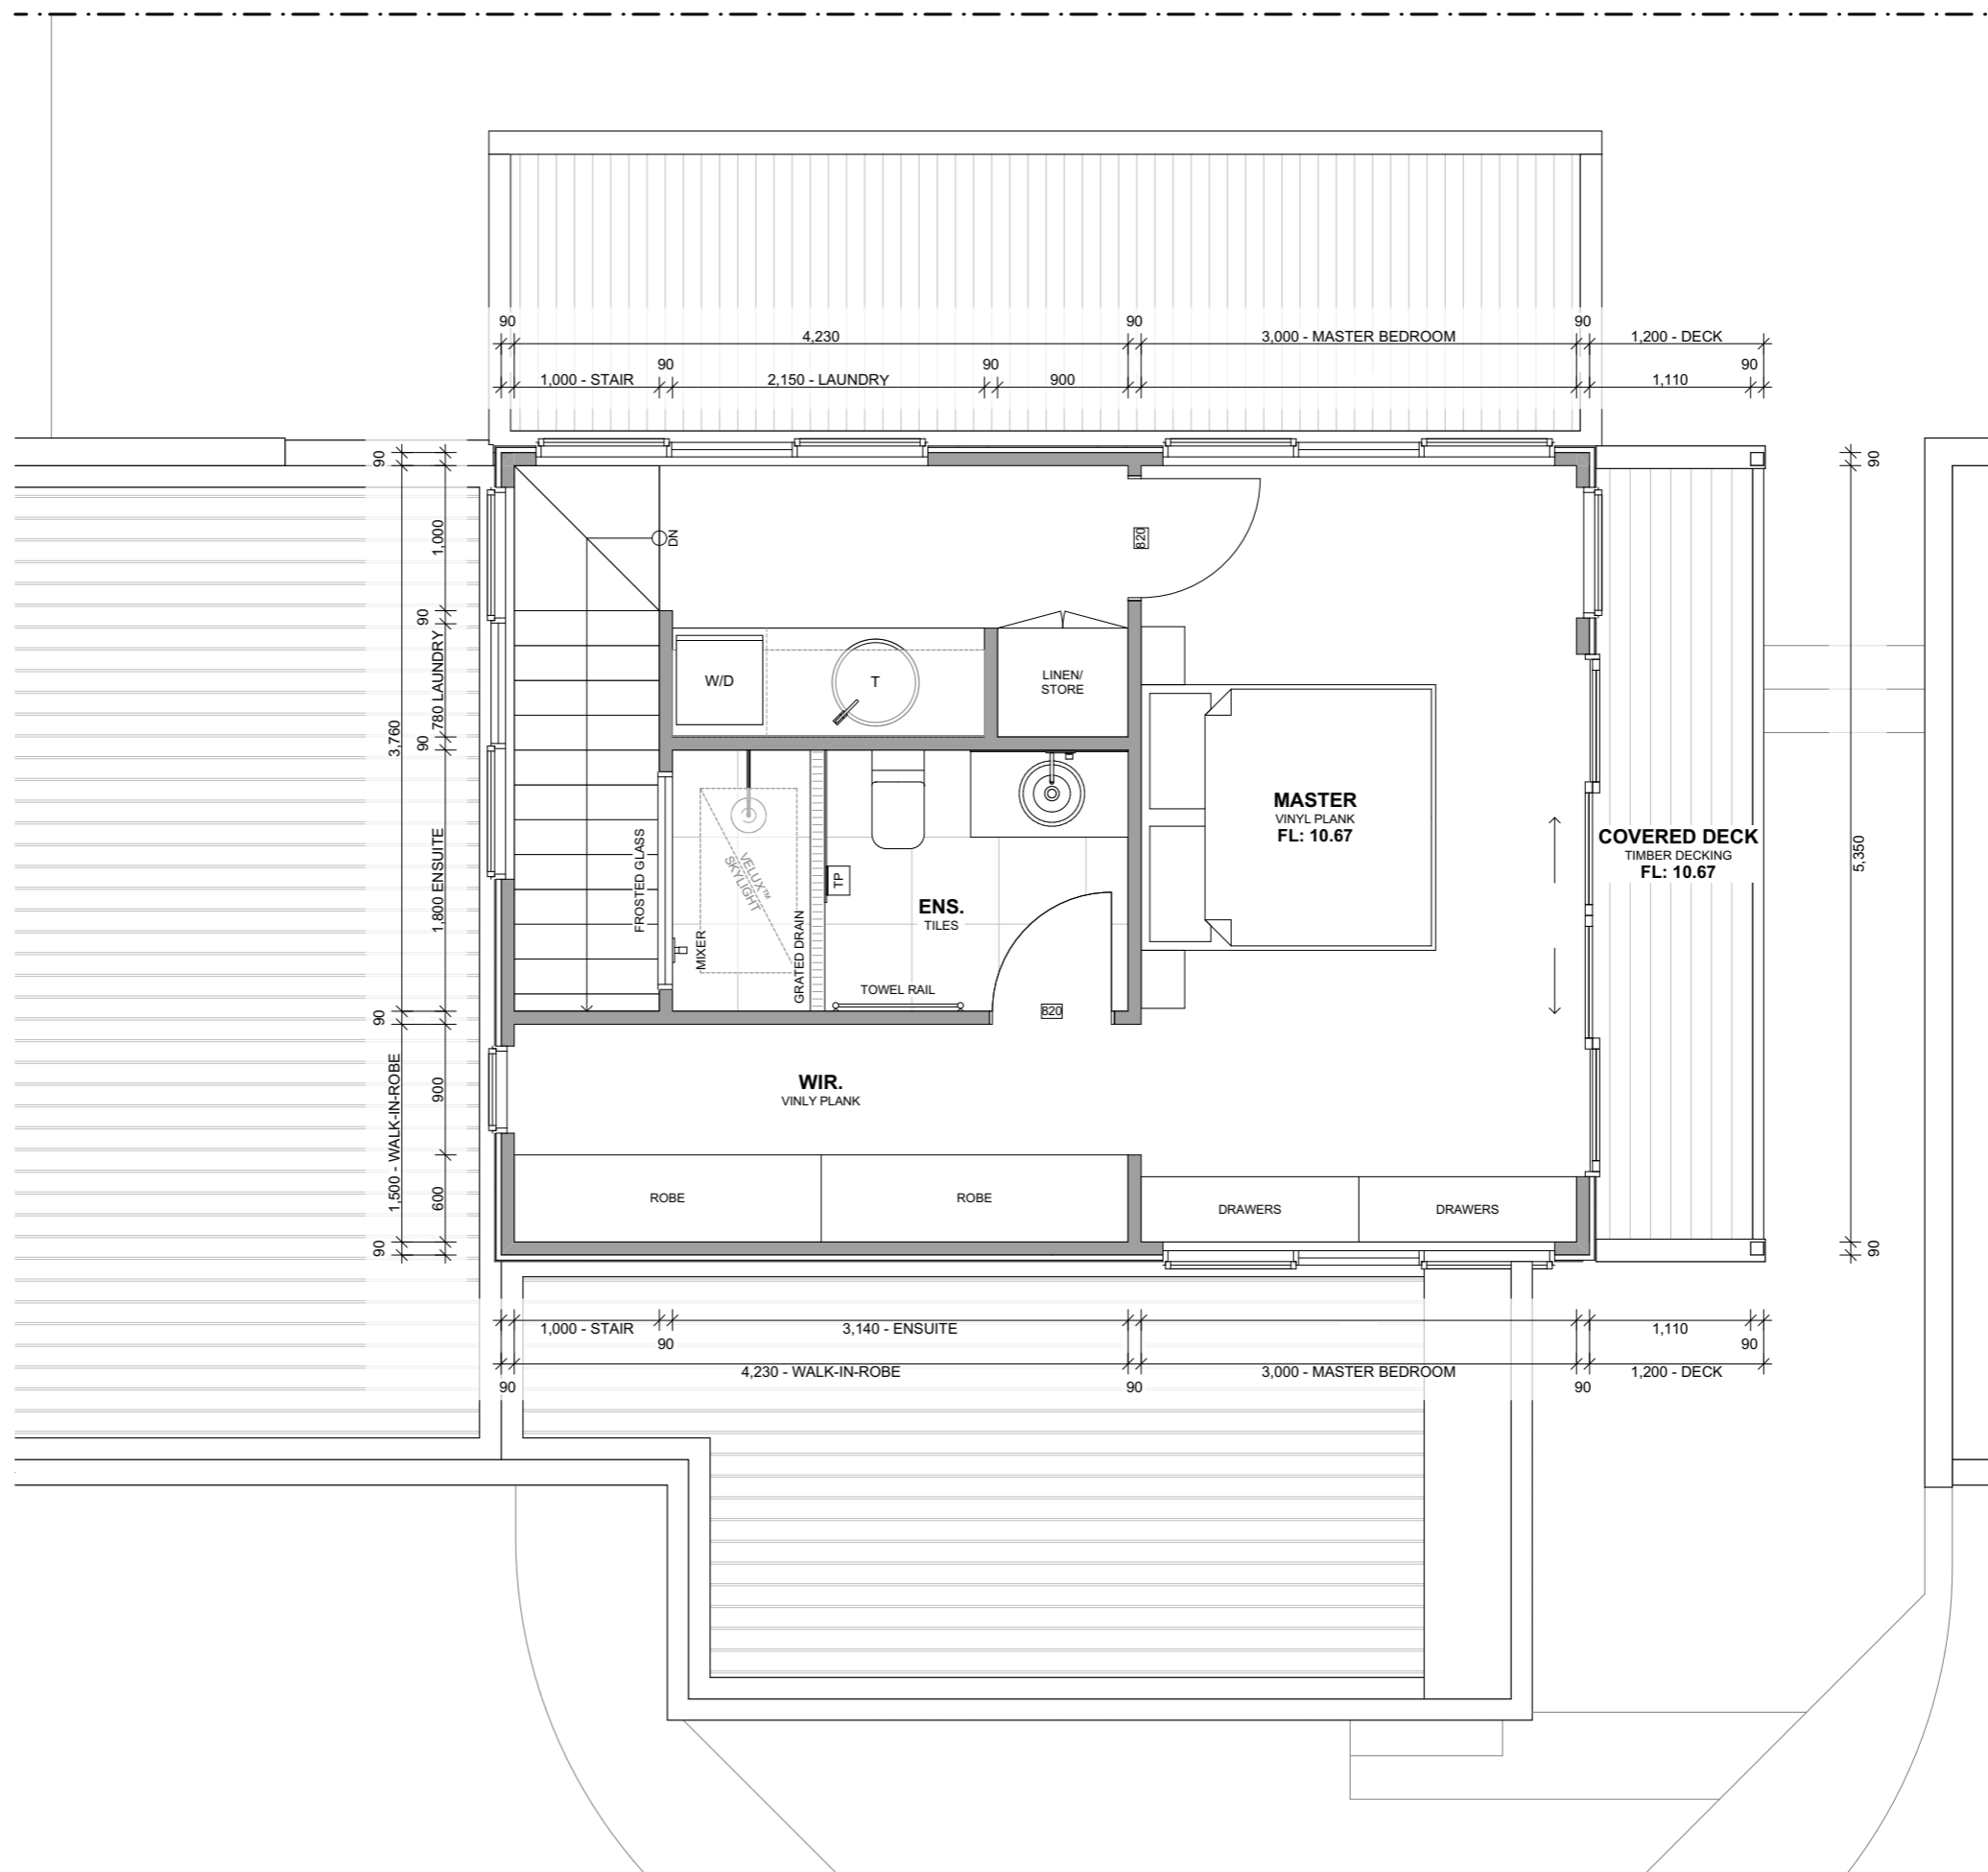 90
4,230
90
3,000 - MASTER BEDROOM
90
1,200 - DECK
1,000 - STAIR
90
2,150 - LAUNDRY
90
900
1,110
90
90
3,760
90
1,500 - WALK-IN-ROBE
90
1,000
90
780 LAUNDRY
90
1,800 ENSUITE
900
600
DN
820
W/D
T
LINEN/
STORE
FROSTED GLASS
MIXER
VELUX™
SKYLIGHT
GRATED DRAIN
TP
ENS.
TILES
TOWEL RAIL
820
MASTER
VINYL PLANK
FL: 10.67
COVERED DECK
TIMBER DECKING
FL: 10.67
90
5,350
90
WIR.
VINLY PLANK
ROBE
ROBE
DRAWERS
DRAWERS
1,000 - STAIR
90
3,140 - ENSUITE
1,110
90
90
4,230 - WALK-IN-ROBE
90
3,000 - MASTER BEDROOM
90
1,200 - DECK